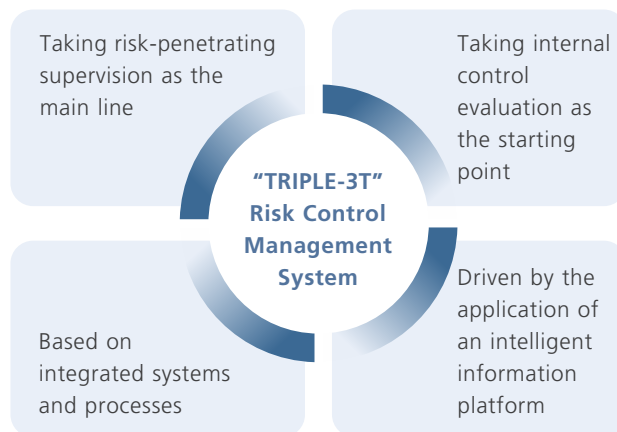 Taking risk-penetrating
supervision as the
main line
Taking internal
control
evaluation as
the starting
point
"TRIPLE-3T"
Risk Control
Management
System
Based on
integrated systems
and processes
Driven by the
application of
an intelligent
information
platform